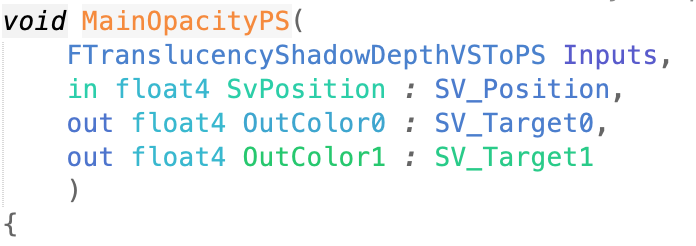 void MainOpacityPS(
    FTranslucencyShadowDepthVSToPS Inputs,
    in float4 SvPosition : SV_Position,
    out float4 OutColor0 : SV_Target0,
    out float4 OutColor1 : SV_Target1
    )
{